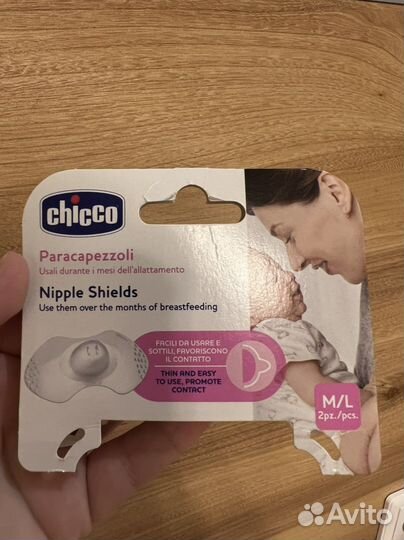 chicco
Paracapezzoli
Usali durante i mesi dell'allattamento
Nipple Shields
Use them over the months of breastfeeding
FACILI DA USARE E
SOTTILI, FAVORISCONO
IL CONTATTO
THIN AND EASY
TO USE, PROMOTE
CONTACT
M/L
2pz./pcs.
Avito